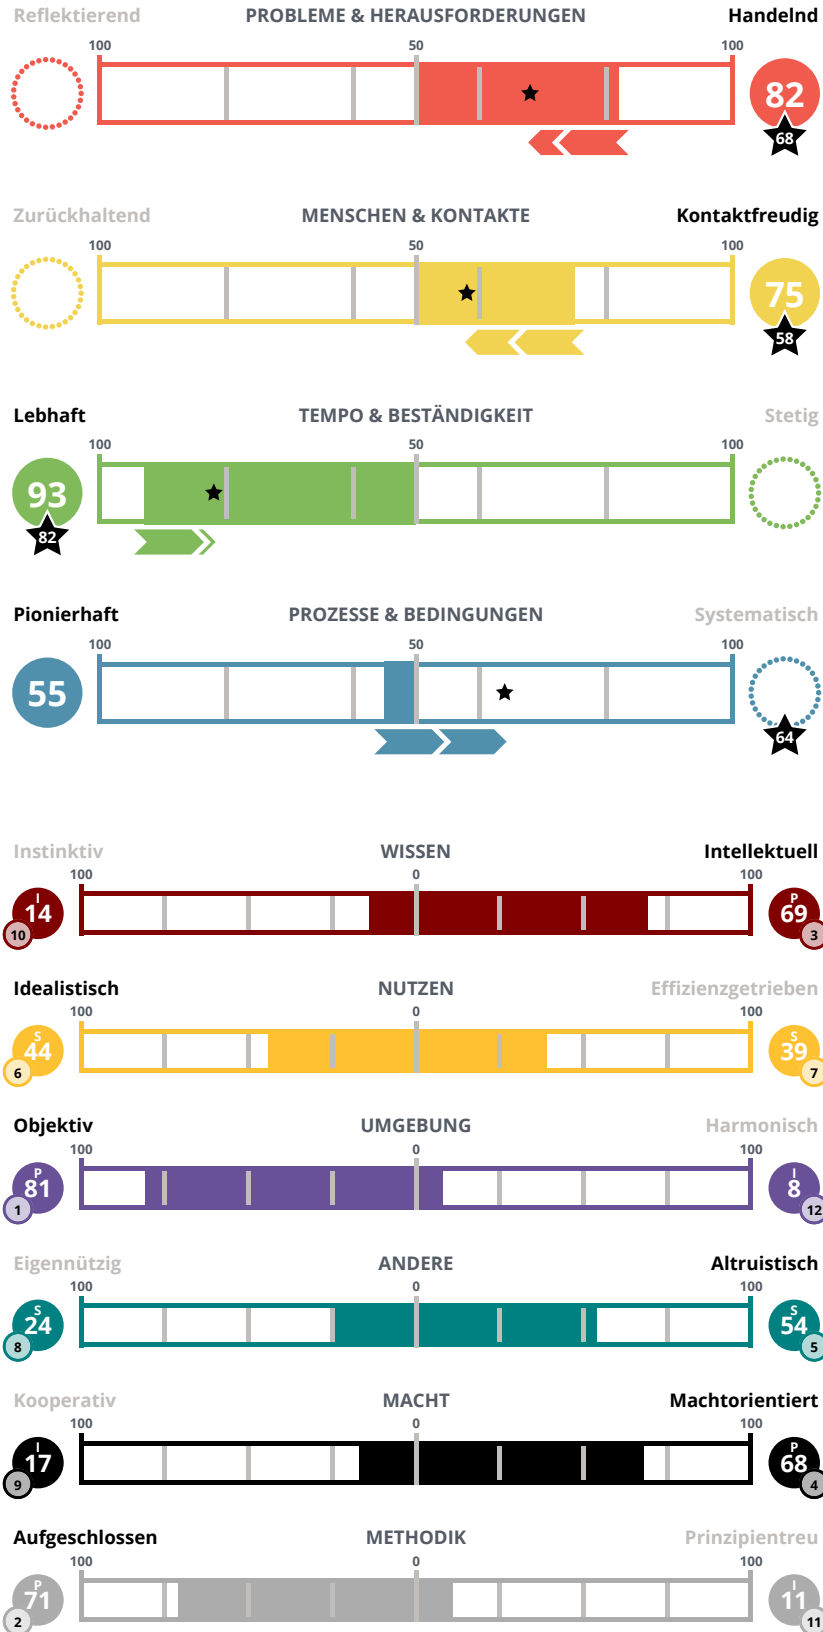 Reflektierend PROBLEME & HERAUSFORDERUNGEN Handelnd
100 50 100
82
68
Zurückhaltend MENSCHEN & KONTAKTE Kontaktfreudig
100 50 100
75
58
Lebhaft TEMPO & BESTÄNDIGKEIT Stetig
100 50 100
93
82
Pionierhaft PROZESSE & BEDINGUNGEN Systematisch
100 50 100
55
64
Instinktiv WISSEN Intellektuell
100 0 100
I P
14 69
10 3
Idealistisch NUTZEN Effizienzgetrieben
100 0 100
S S
44 39
6 7
Objektiv UMGEBUNG Harmonisch
100 0 100
P I
81 8
1 12
Eigennützig ANDERE Altruistisch
100 0 100
S S
24 54
8 5
Kooperativ MACHT Machtorientiert
100 0 100
I P
17 68
9 4
Aufgeschlossen METHODIK Prinzipientreu
100 0 100
P I
71 11
2 11